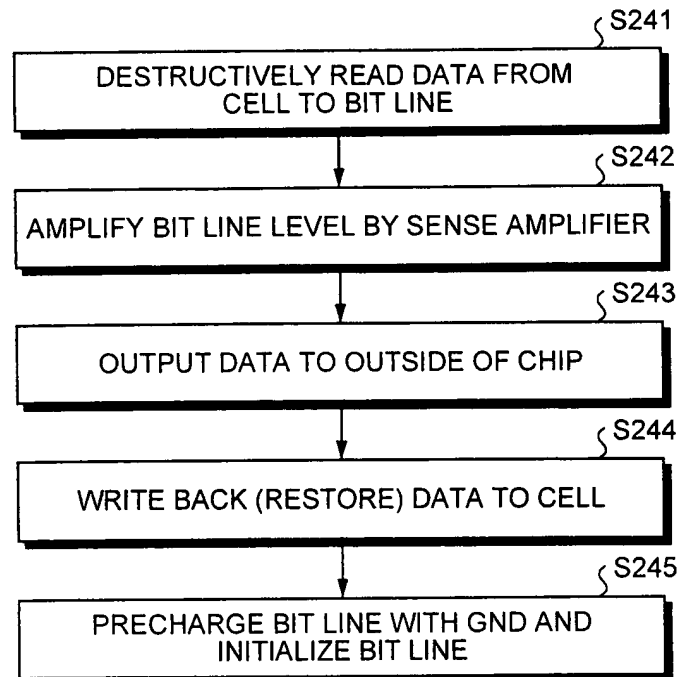 S241
DESTRUCTIVELY READ DATA FROM
CELL TO BIT LINE
S242
AMPLIFY BIT LINE LEVEL BY SENSE AMPLIFIER
S243
OUTPUT DATA TO OUTSIDE OF CHIP
S244
WRITE BACK (RESTORE) DATA TO CELL
S245
PRECHARGE BIT LINE WITH GND AND
INITIALIZE BIT LINE